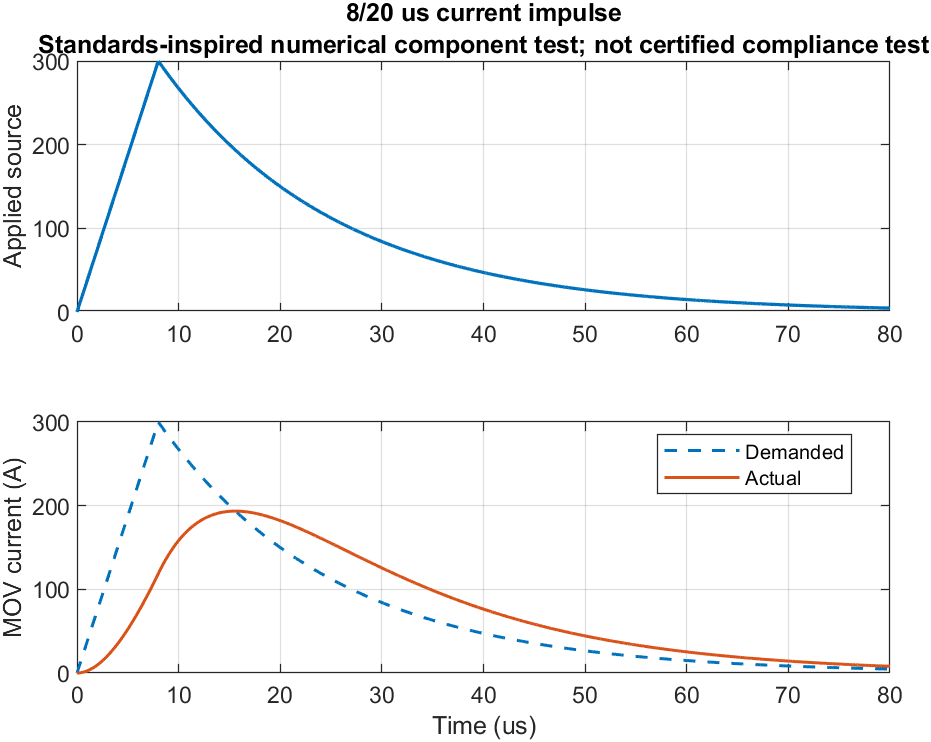 8/20 us current impulse
Standards-inspired numerical component test; not certified compliance test
Applied source
300
200
100
0
0 10 20 30 40 50 60 70 80
MOV current (A)
300
200
100
0
Demanded
Actual
0 10 20 30 40 50 60 70 80
Time (us)